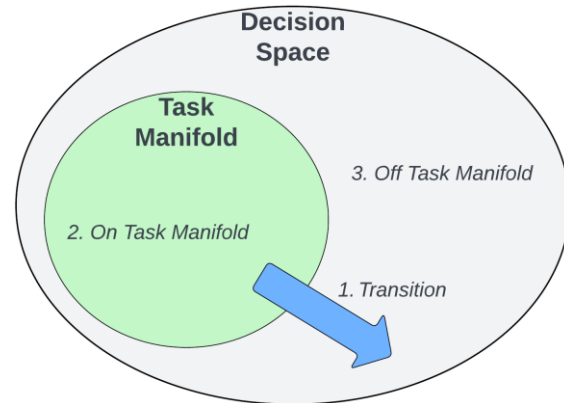 Decision
Space
Task
Manifold
3. Off Task Manifold
2. On Task Manifold
1. Transition